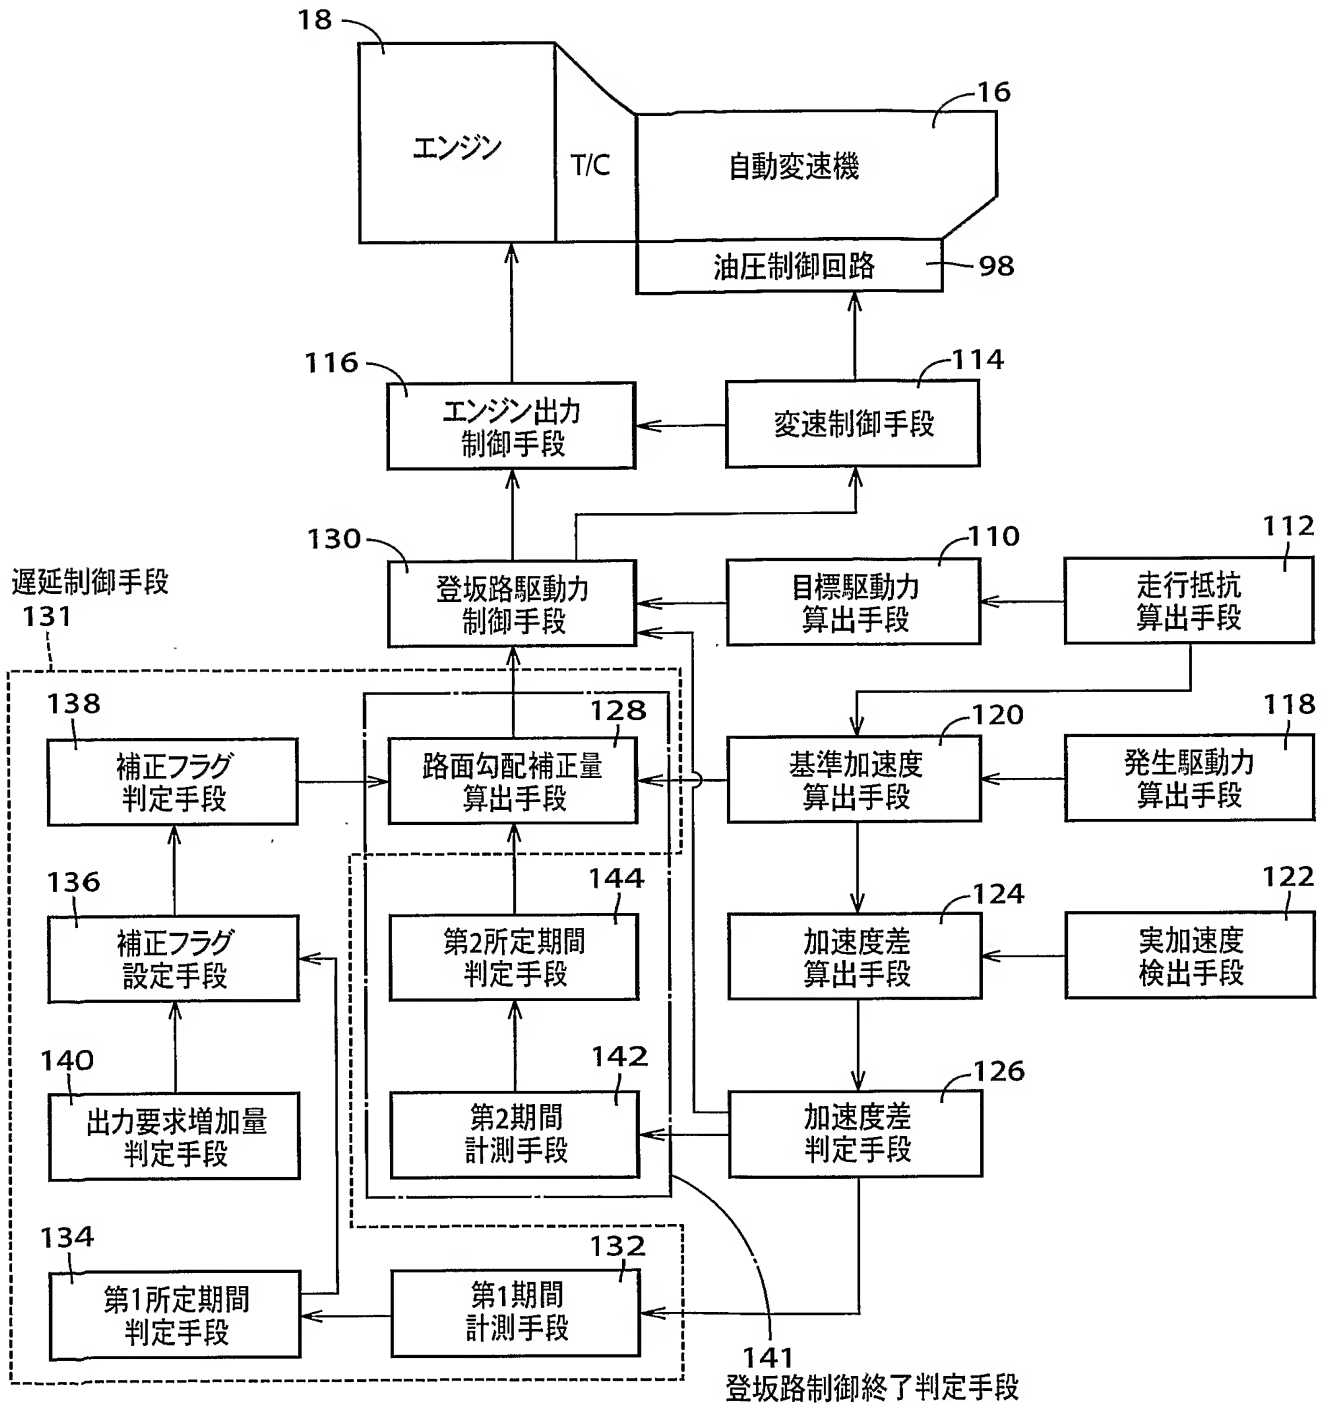 18
エンジン
T/C
16
自動変速機
油圧制御回路
98
116
エンジン出力
制御手段
114
変速制御手段
130
登坂路駆動力
制御手段
110
目標駆動力
算出手段
112
走行抵抗
算出手段
遅延制御手段
131
138
補正フラグ
判定手段
128
路面勾配補正量
算出手段
120
基準加速度
算出手段
118
発生駆動力
算出手段
136
補正フラグ
設定手段
144
第2所定期間
判定手段
124
加速度差
算出手段
122
実加速度
検出手段
140
出力要求増加量
判定手段
142
第2期間
計測手段
126
加速度差
判定手段
134
第1所定期間
判定手段
132
第1期間
計測手段
141
登坂路制御終了判定手段